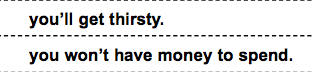 you’ll get thirsty.
you won’t have money to spend.